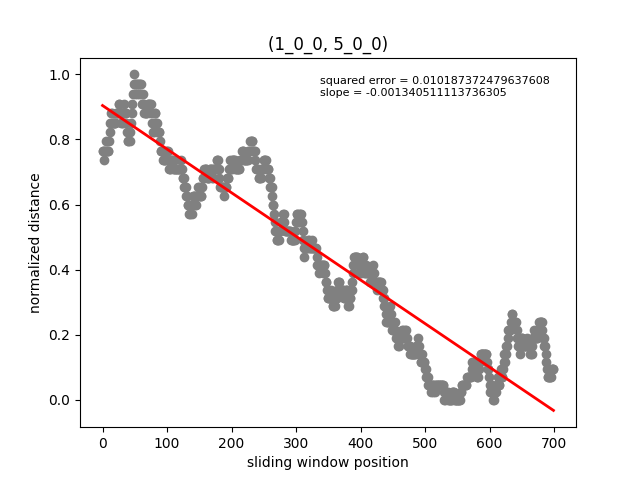 (1_0_0, 5_0_0)
squared error = 0.010187372479637608
slope = -0.001340511113736305
1.0
0.8
0.6
0.4
0.2
0.0
normalized distance
0 100 200 300 400 500 600 700
sliding window position